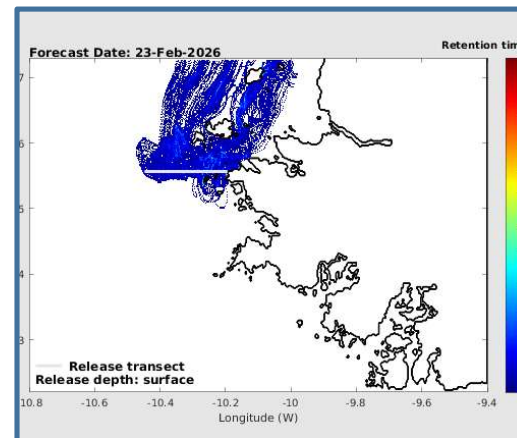 Forecast Date: 23-Feb-2026
Retention tim
7
6
5
4
3
Release transect
Release depth: surface
10.8
-10.6
-10.4
-10.2
-10
-9.8
-9.6
-9.4
Longitude (W)